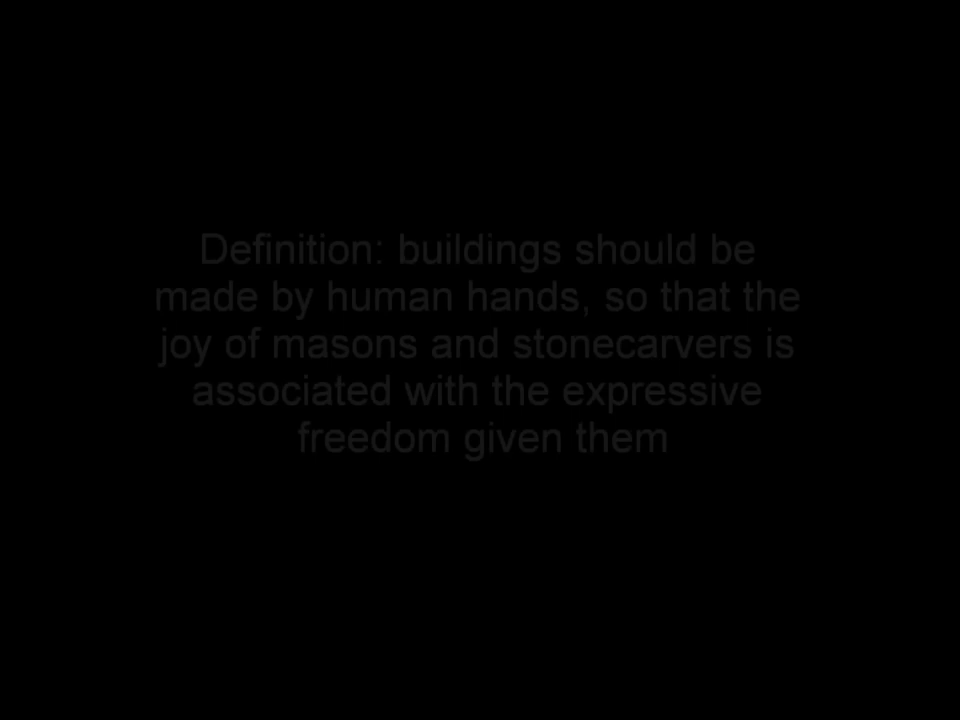 Definition: buildings should be
made by human hands, so that the
joy of masons and stonecarvers is
associated with the expressive
freedom given them